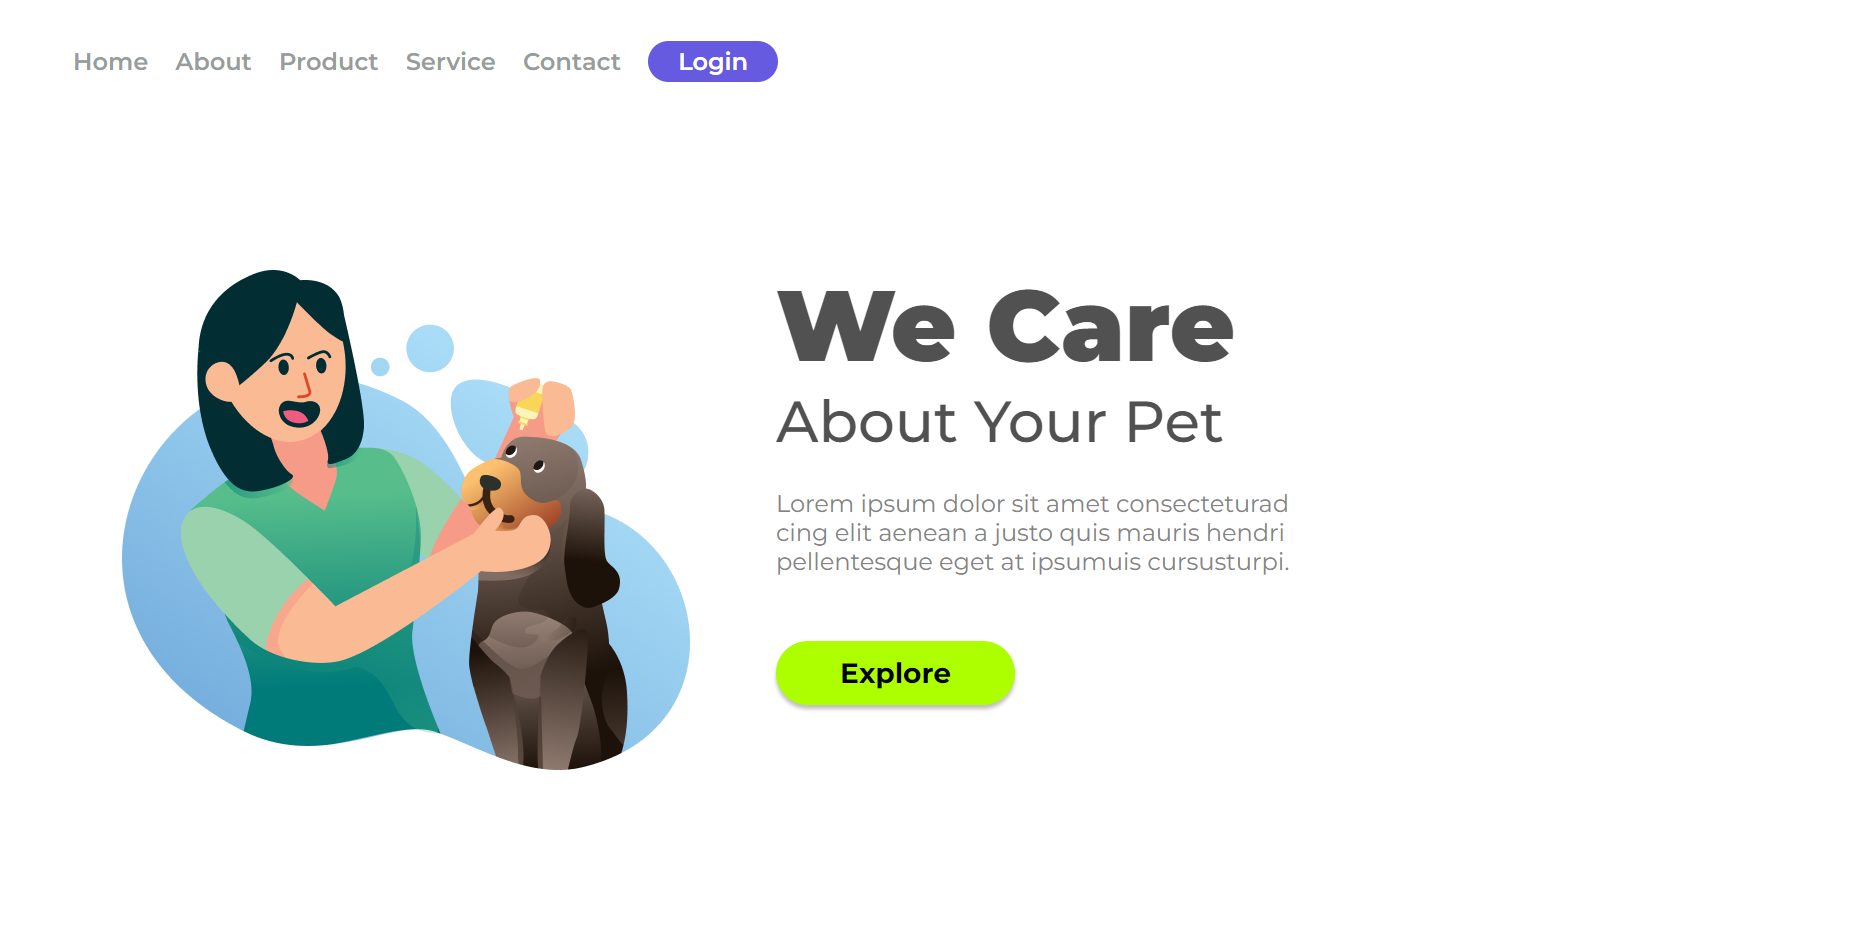 Home About Product Service Contact Login
We Care
About Your Pet
Lorem ipsum dolor sit amet consecteturad
cing elit aenean a justo quis mauris hendri
pellentesque eget at ipsumuis cursusturpi.
Explore